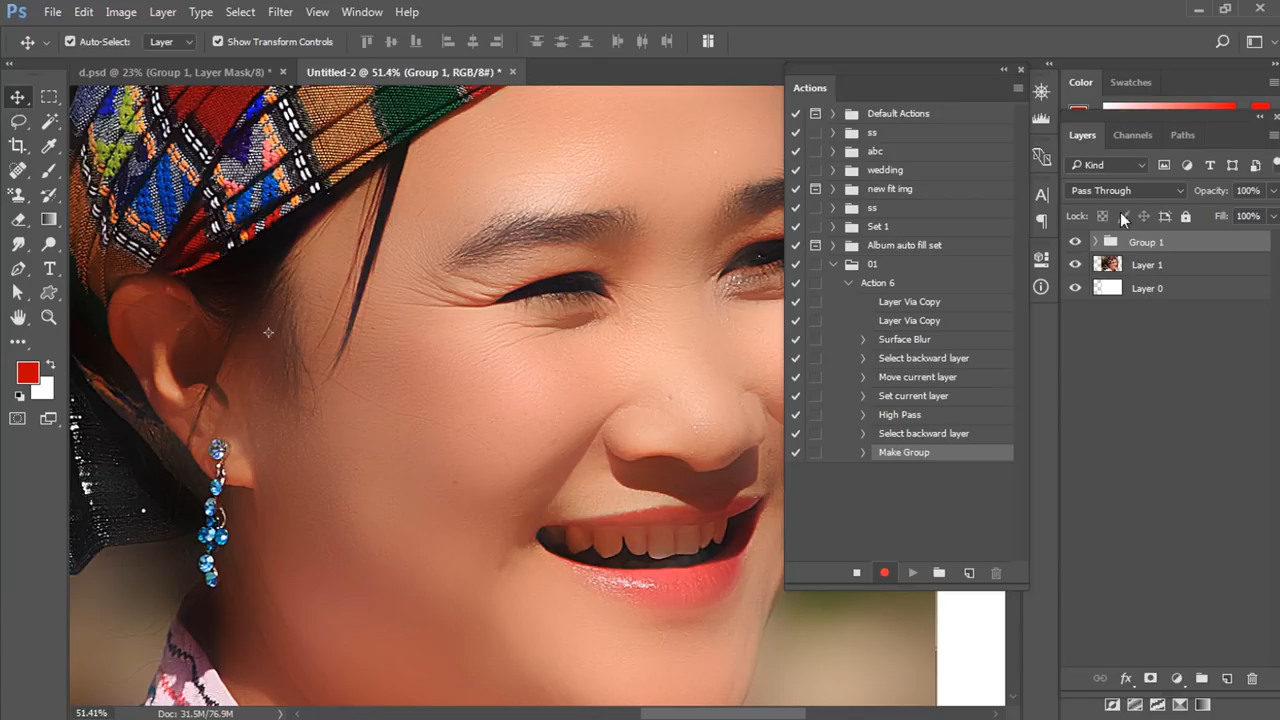 Ps File Edit Image Layer Type Select Filter View Window Help
Auto-Select: Layer Show Transform Controls
d.psd @ 23% (Group 1, Layer Mask/8) * × Untitled-2 @ 51.4% (Group 1, RGB/8#) * ×
Actions
Default Actions
ss
abc
wedding
new fit img
ss
Set 1
Album auto fill set
01
Action 6
Layer Via Copy
Layer Via Copy
Surface Blur
Select backward layer
Move current layer
Set current layer
High Pass
Select backward layer
Make Group
Color Swatches
Layers Channels Paths
Kind
Pass Through Opacity: 100%
Lock: Fill: 100%
Group 1
Layer 1
Layer 0
51.41% Doc: 31.5M/76.9M